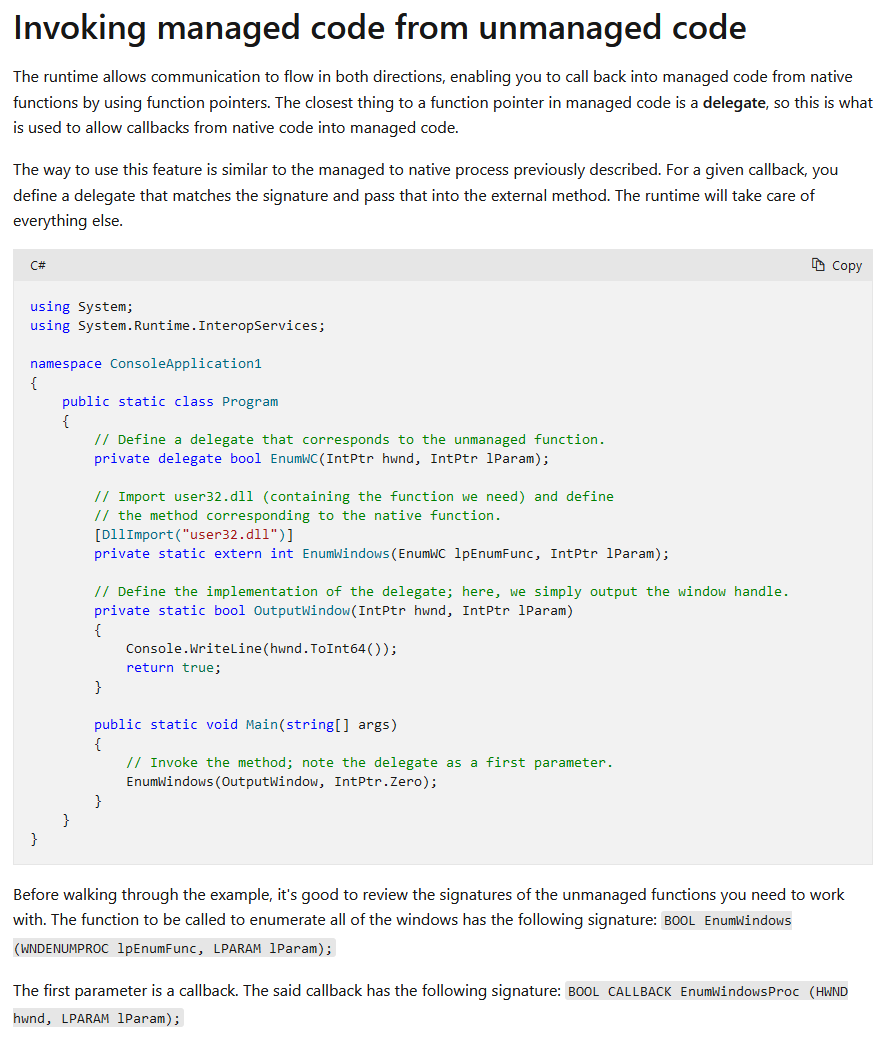 Invoking managed code from unmanaged code
The runtime allows communication to flow in both directions, enabling you to call back into managed code from native
functions by using function pointers. The closest thing to a function pointer in managed code is a delegate, so this is what
is used to allow callbacks from native code into managed code.
The way to use this feature is similar to the managed to native process previously described. For a given callback, you
define a delegate that matches the signature and pass that into the external method. The runtime will take care of
everything else.
C# Copy
using System;
using System.Runtime.InteropServices;
namespace ConsoleApplication1
{
    public static class Program
    {
        // Define a delegate that corresponds to the unmanaged function.
        private delegate bool EnumWC(IntPtr hwnd, IntPtr lParam);
        // Import user32.dll (containing the function we need) and define
        // the method corresponding to the native function.
        [DllImport("user32.dll")]
        private static extern int EnumWindows(EnumWC lpEnumFunc, IntPtr lParam);
        // Define the implementation of the delegate; here, we simply output the window handle.
        private static bool OutputWindow(IntPtr hwnd, IntPtr lParam)
        {
            Console.WriteLine(hwnd.ToInt64());
            return true;
        }
        public static void Main(string[] args)
        {
            // Invoke the method; note the delegate as a first parameter.
            EnumWindows(OutputWindow, IntPtr.Zero);
        }
    }
}
Before walking through the example, it's good to review the signatures of the unmanaged functions you need to work
with. The function to be called to enumerate all of the windows has the following signature: BOOL EnumWindows
(WNDENUMPROC lpEnumFunc, LPARAM lParam);
The first parameter is a callback. The said callback has the following signature: BOOL CALLBACK EnumWindowsProc (HWND
hwnd, LPARAM lParam);